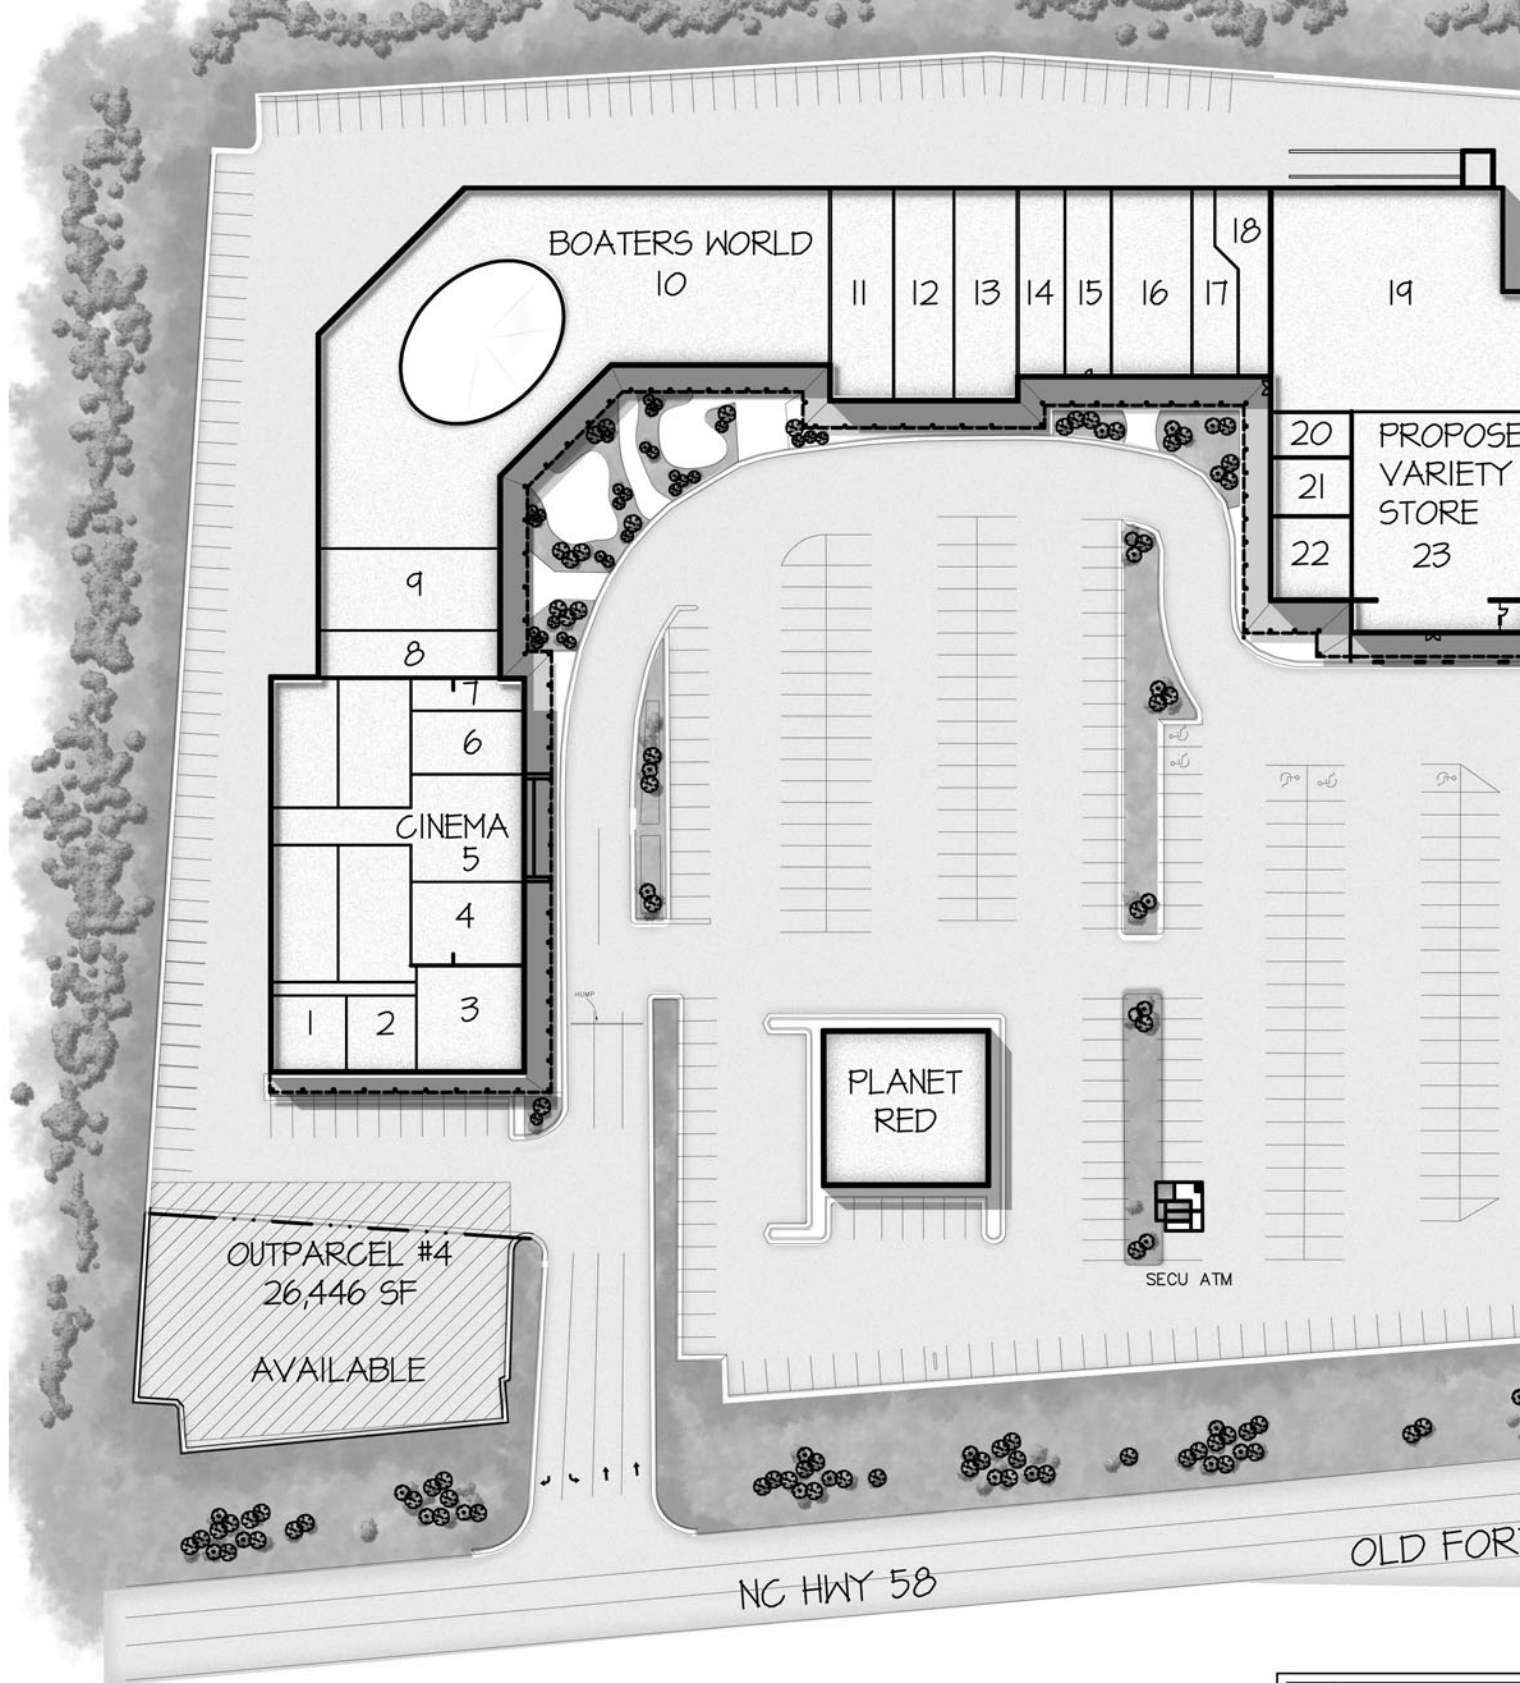 BOATERS WORLD
10
11
12
13
14
15
16
17
18
19
20
21
22
PROPOSE
VARIETY
STORE
23
9
8
7
6
CINEMA
5
4
3
2
1
HUMP
PLANET
RED
OUTPARCEL #4
26,446 SF
AVAILABLE
SECU ATM
NC HWY 58
OLD FOR